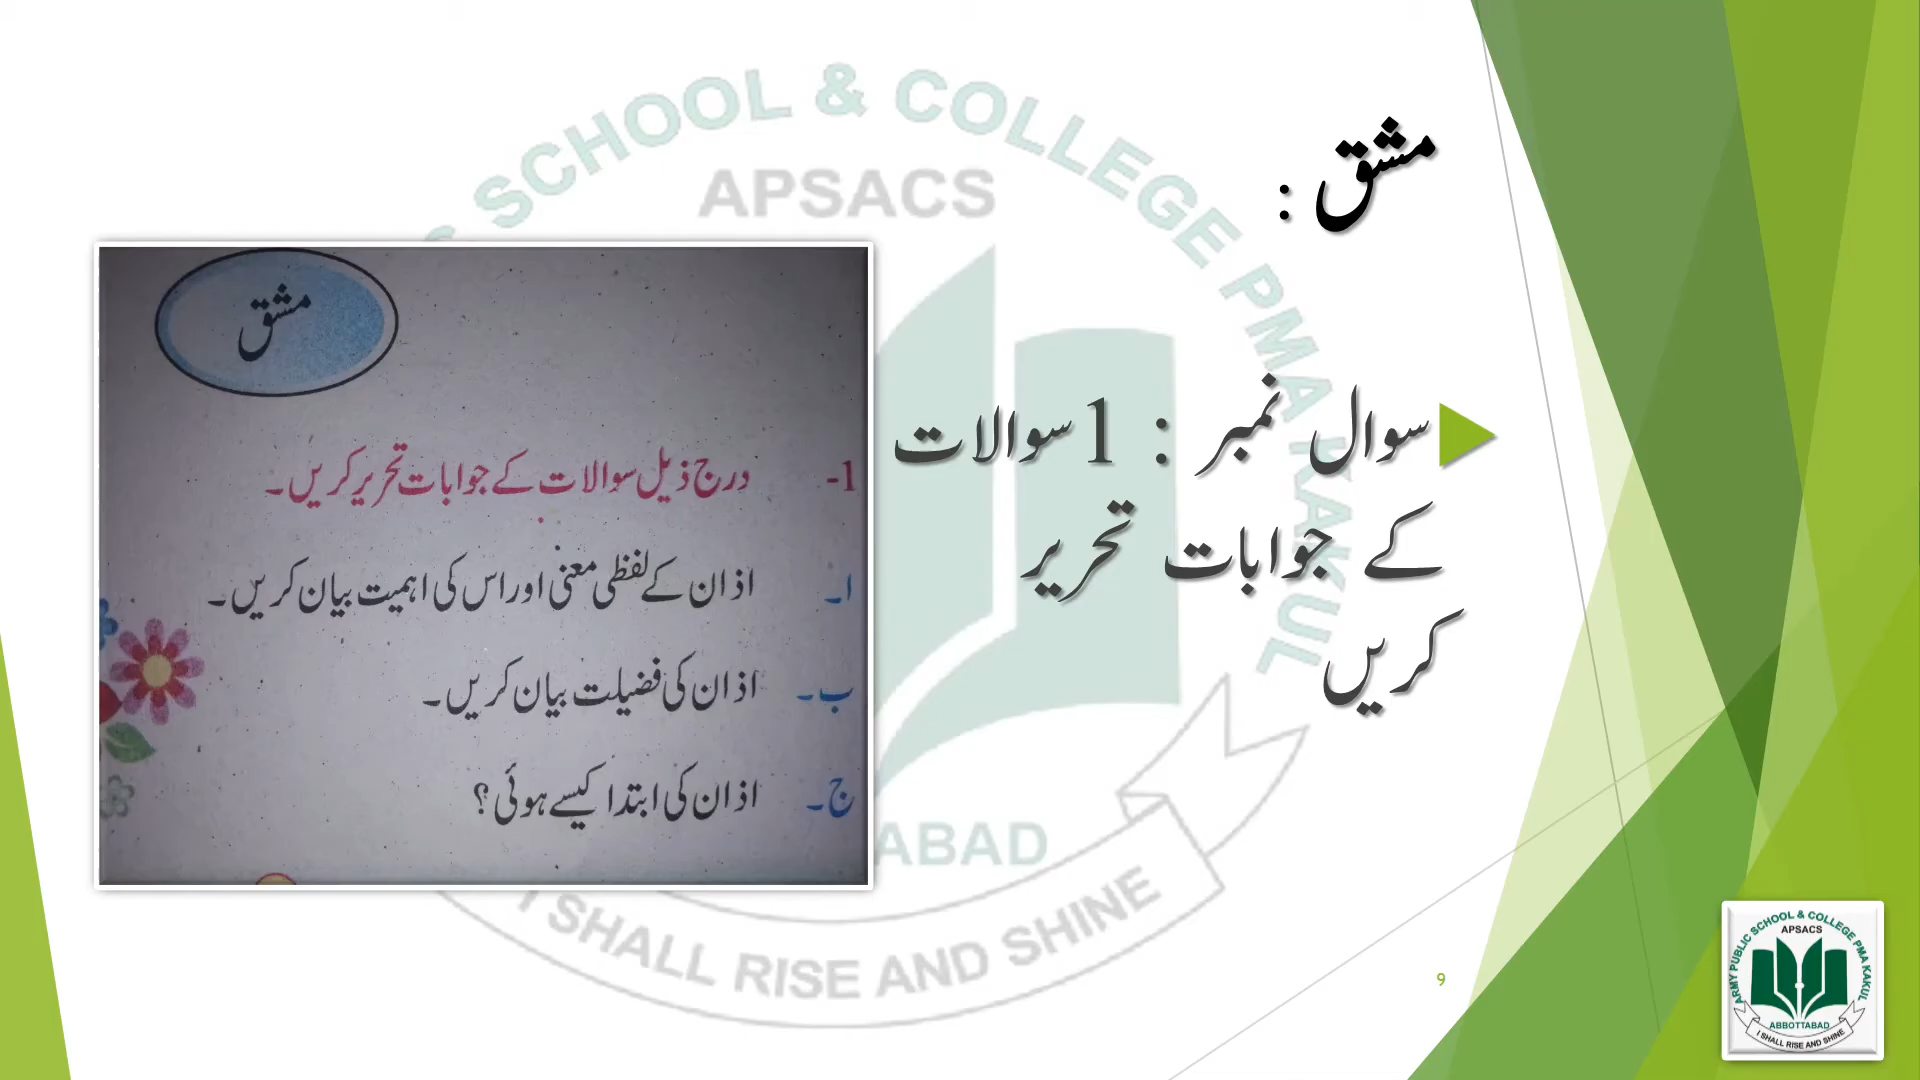 مشق :
سوال نمبر : 1 سوالات
کے جوابات تحریر
کریں
مشق
1- درج ذیل سوالات کے جوابات تحریر کریں۔
ا۔ اذان کے لفظی معنی اور اس کی اہمیت بیان کریں۔
ب۔ اذان کی فضیلت بیان کریں۔
ج۔ اذان کی ابتدا کیسے ہوئی؟
SCHOOL & COLLEGE PMA KAKUL
APSACS
ABAD
I SHALL RISE AND SHINE
9
ARMY PUBLIC SCHOOL & COLLEGE PMA KAKUL
APSACS
ABBOTTABAD
I SHALL RISE AND SHINE